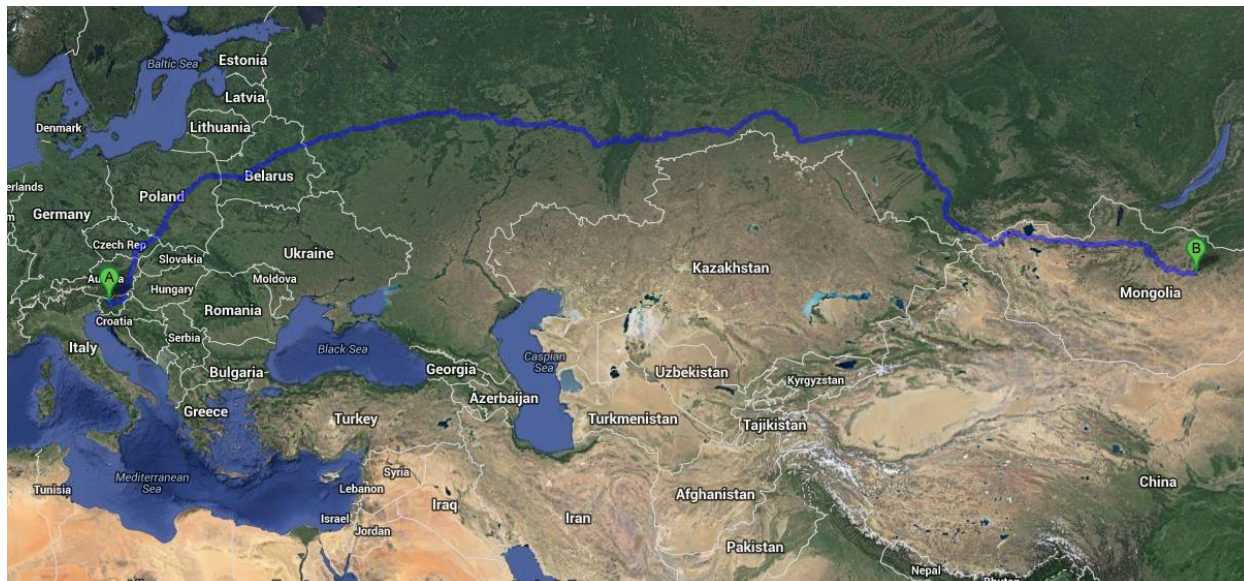 Estonia
Baltic Sea
Latvia
Lithuania
Denmark
Belarus
Poland
Germany
Czech Rep
Ukraine
Slovakia
A
B
Kazakhstan
Moldova
Hungary
Mongolia
Romania
Croatia
Serbia
Italy
Black Sea
Caspian
Sea
Georgia
Bulgaria
Uzbekistan
Kyrgyzstan
Azerbaijan
Greece
Turkey
Turkmenistan
Tajikistan
Syria
Mediterranean
Sea
Tunisia
Lebanon
China
Afghanistan
Iraq
Israel
Iran
Jordan
Pakistan
Nepal